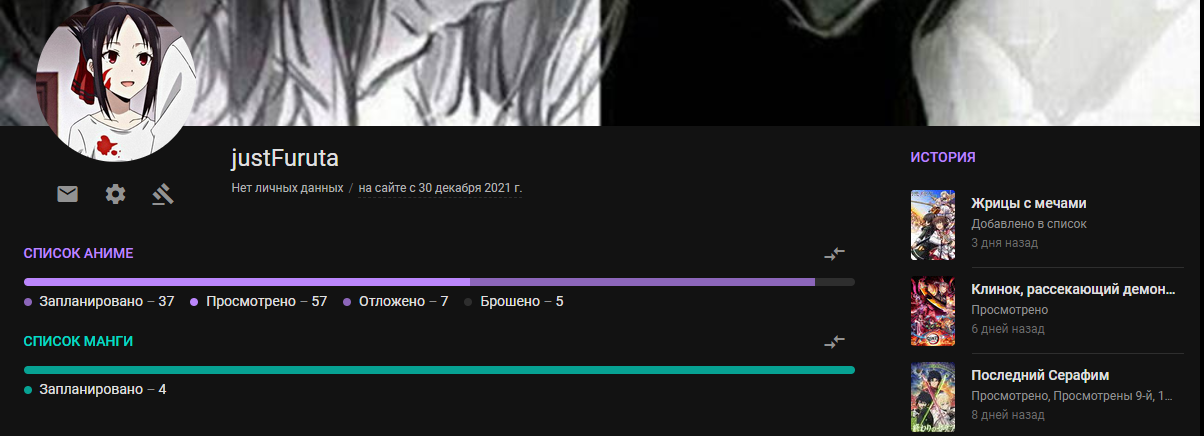 justFuruta
Нет личных данных / на сайте с 30 декабря 2021 г.
СПИСОК АНИМЕ
Запланировано – 37 Просмотрено – 57 Отложено – 7 Брошено – 5
СПИСОК МАНГИ
Запланировано – 4
ИСТОРИЯ
Жрицы с мечами
Добавлено в список
3 дня назад
Клинок, рассекающий демон…
Просмотрено
6 дней назад
Последний Серафим
Просмотрено, Просмотрены 9-й, 1…
8 дней назад